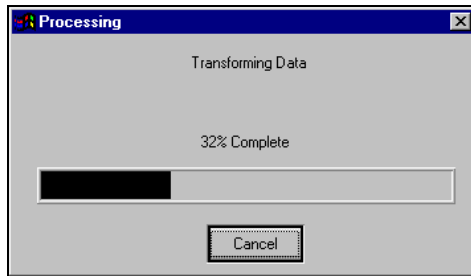 Processing
Transforming Data
32% Complete
Cancel